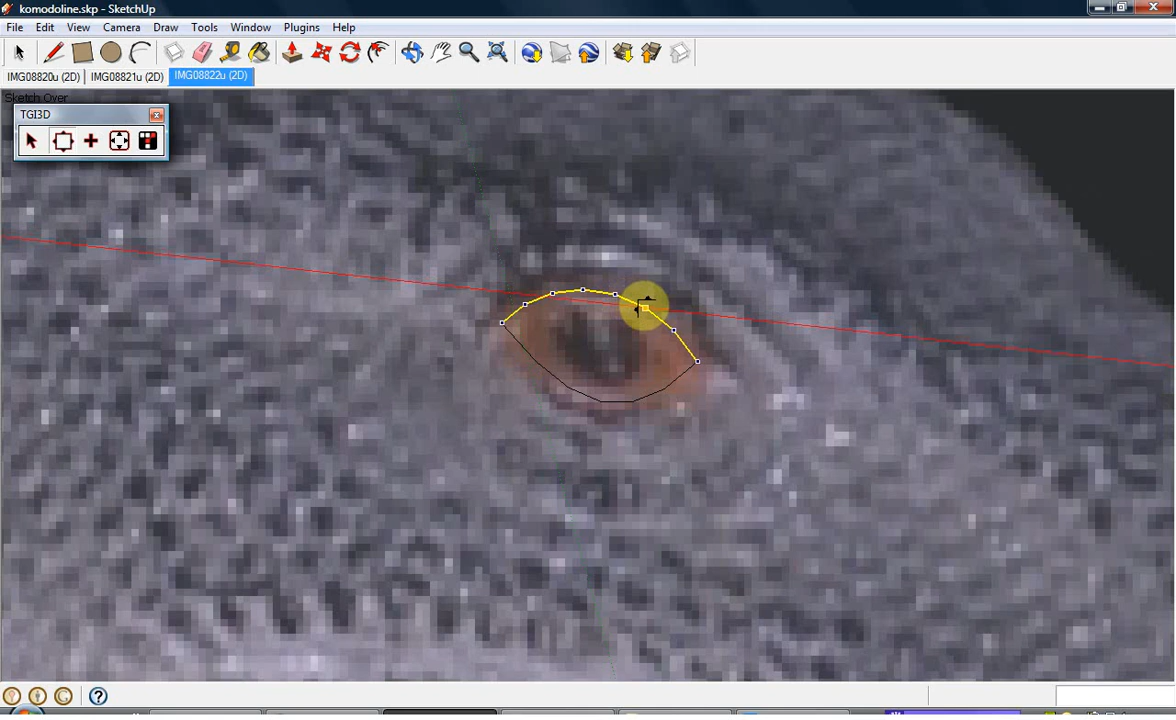 komodoline.skp - SketchUp
File Edit View Camera Draw Tools Window Plugins Help
IMG08820u (2D) IMG08821u (2D) IMG08822u (2D)
Sketch Over
TGI3D